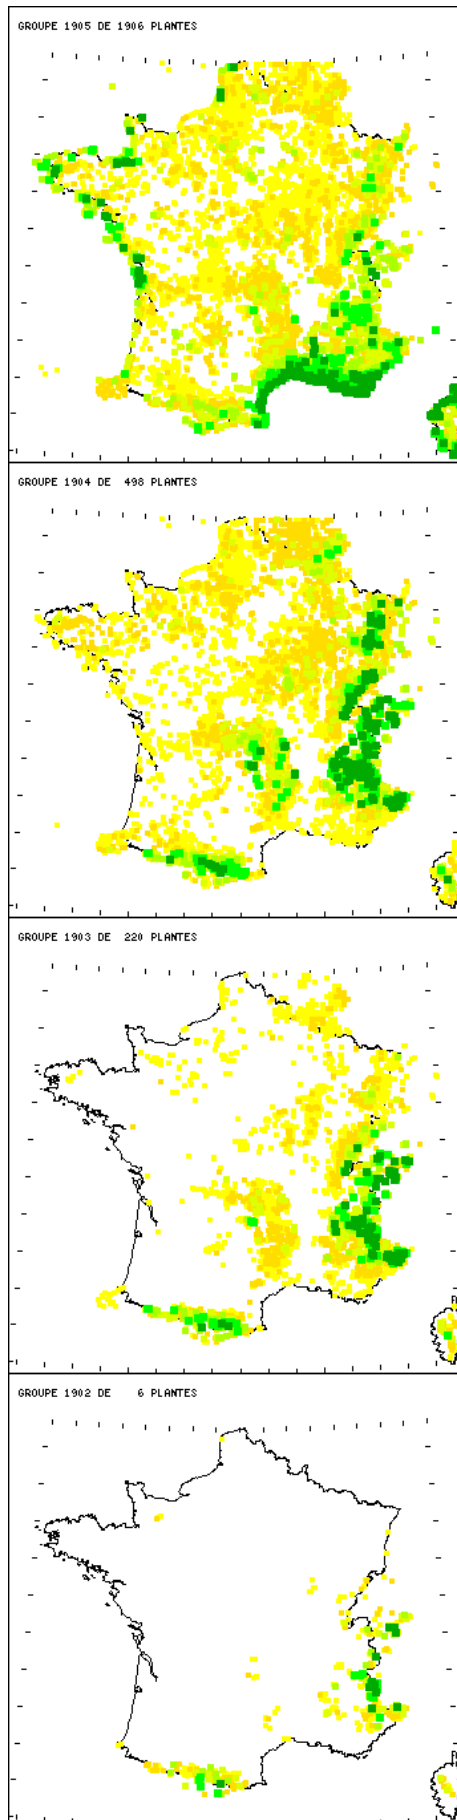 GROUPE 1905 DE 1906 PLANTES
GROUPE 1904 DE  498 PLANTES
GROUPE 1903 DE  220 PLANTES
GROUPE 1902 DE    6 PLANTES